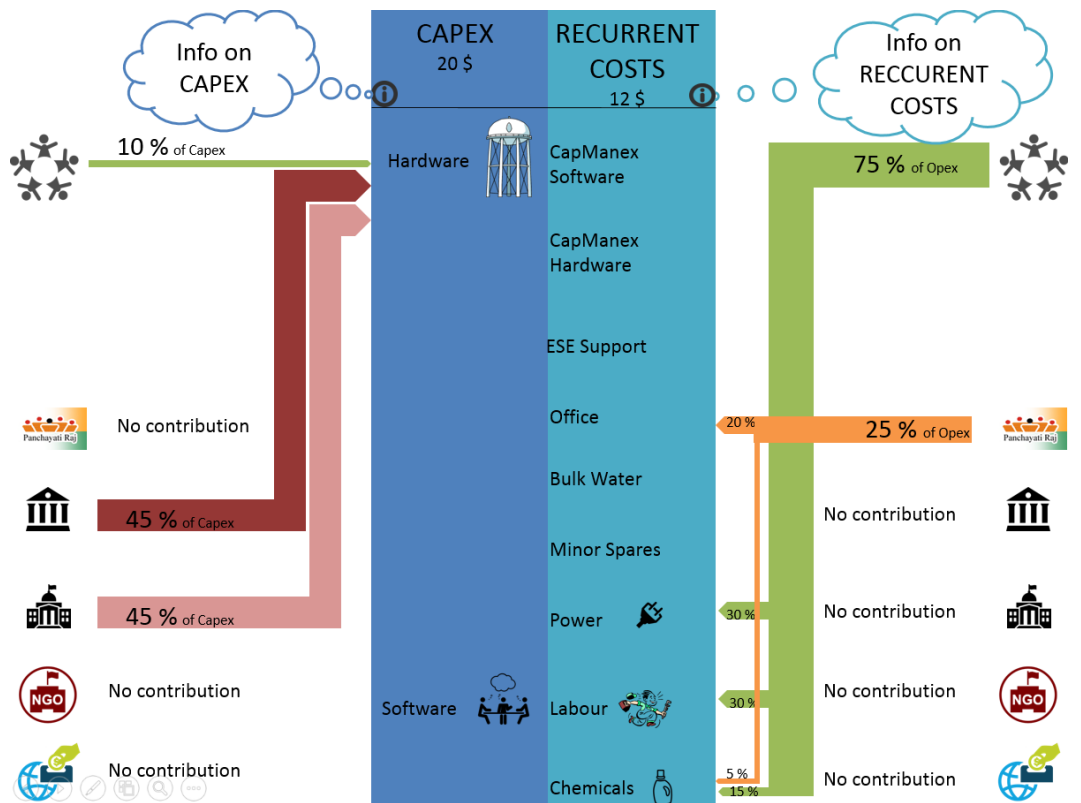 Info on
CAPEX
CAPEX
20 $
RECURRENT
COSTS
12 $
Info on
RECCURENT
COSTS
10 % of Capex
Hardware
CapManex
Software
75 % of Opex
CapManex
Hardware
ESE Support
Panchayati Raj
No contribution
Office
20 %
25 % of Opex
Panchayati Raj
Bulk Water
45 % of Capex
No contribution
Minor Spares
45 % of Capex
Power
30 %
No contribution
NGO
No contribution
Software
Labour
30 %
No contribution
NGO
No contribution
Chemicals
5 %
15 %
No contribution